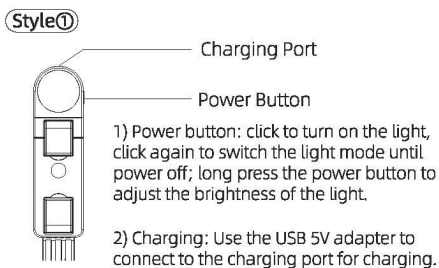 Style①
Charging Port
Power Button
1) Power button: click to turn on the light,
click again to switch the light mode until
power off; long press the power button to
adjust the brightness of the light.
2) Charging: Use the USB 5V adapter to
connect to the charging port for charging.